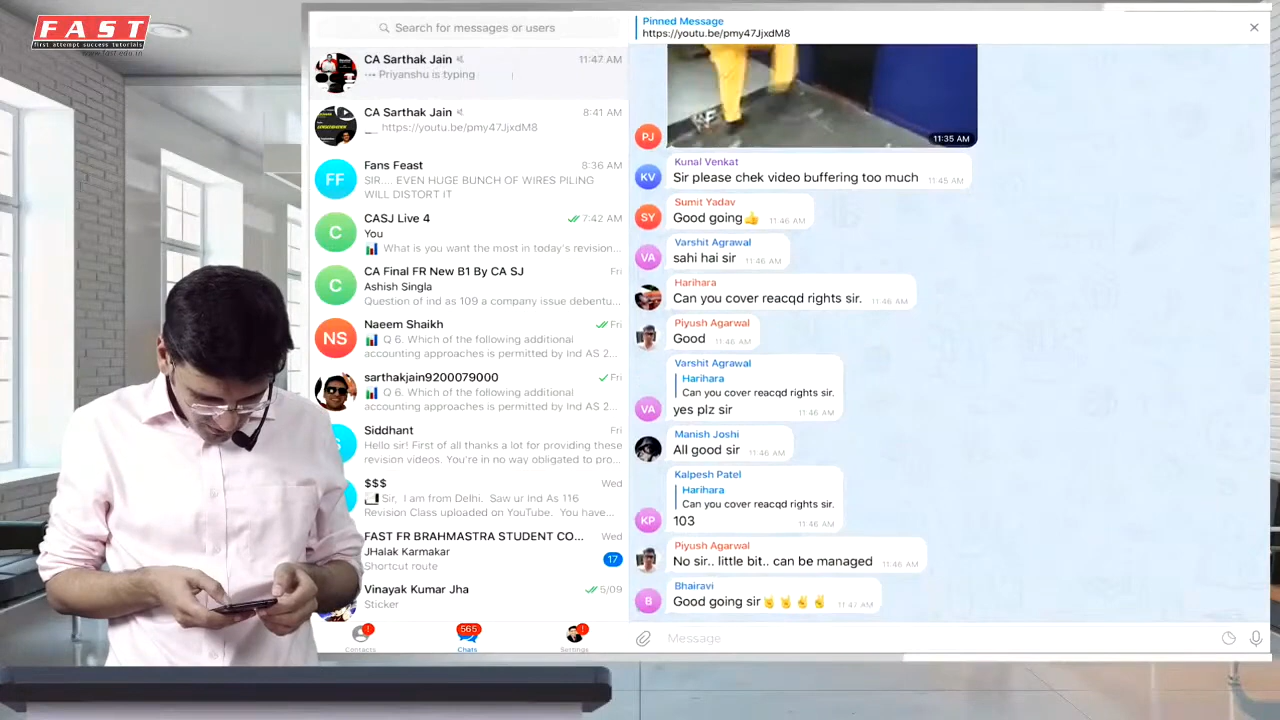 FAST
first attempt success tutorials
www.fast.edu.in
Search for messages or users
CA Sarthak Jain
11:47 AM
Priyanshu is typing
CA Sarthak Jain
8:41 AM
https://youtu.be/pmy47JjxdM8
FF
Fans Feast
8:36 AM
SIR.... EVEN HUGE BUNCH OF WIRES PILING
WILL DISTORT IT
C
CASJ Live 4
7:42 AM
You
What is you want the most in today's revision...
C
CA Final FR New B1 By CA SJ
Fri
Ashish Singla
Question of ind as 109 a company issue debentu...
NS
Naeem Shaikh
Fri
Q 6. Which of the following additional
accounting approaches is permitted by Ind AS 2...
sarthakjain9200079000
Fri
Q 6. Which of the following additional
accounting approaches is permitted by Ind AS 2...
Siddhant
Fri
Hello sir! First of all thanks a lot for providing these
revision videos. You're in no way obligated to pro...
$$$
Wed
Sir, I am from Delhi. Saw ur Ind As 116
Revision Class uploaded on YouTube. You have...
FAST FR BRAHMASTRA STUDENT CO...
Wed
JHalak Karmakar
17
Shortcut route
Vinayak Kumar Jha
5/09
Sticker
565
Contacts
Chats
Settings
Pinned Message
https://youtu.be/pmy47JjxdM8
11:35 AM
PJ
Kunal Venkat
KV
Sir please chek video buffering too much
11:45 AM
Sumit Yadav
SY
Good going👍
11:46 AM
Varshit Agrawal
VA
sahi hai sir
11:46 AM
Harihara
Can you cover reacqd rights sir.
11:46 AM
Piyush Agarwal
Good
11:46 AM
Varshit Agrawal
Harihara
Can you cover reacqd rights sir.
VA
yes plz sir
11:46 AM
Manish Joshi
All good sir
11:46 AM
Kalpesh Patel
Harihara
Can you cover reacqd rights sir.
KP
103
11:46 AM
Piyush Agarwal
No sir.. little bit.. can be managed
11:46 AM
Bhairavi
B
Good going sir
11:47 AM
Message